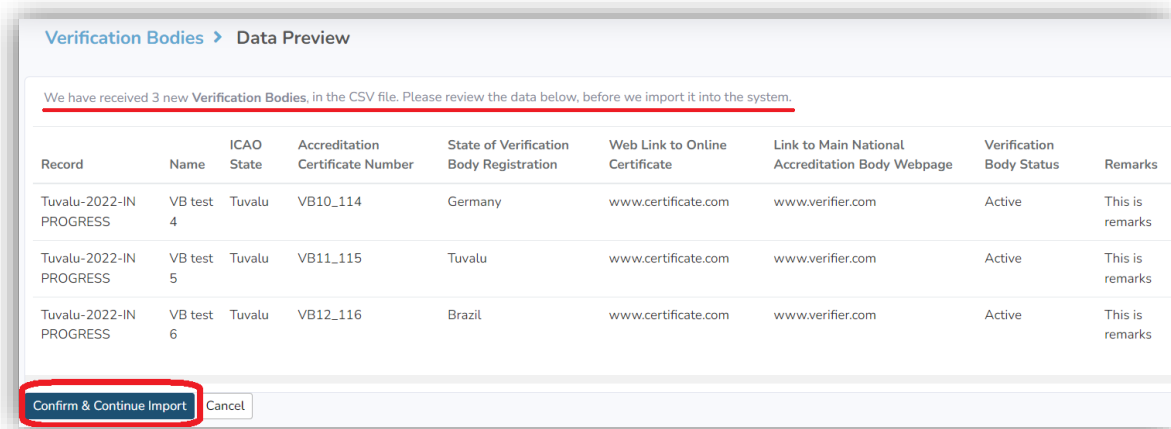 Verification Bodies > Data Preview
We have received 3 new Verification Bodies, in the CSV file. Please review the data below, before we import it into the system.
Record Name ICAO State Accreditation Certificate Number State of Verification Body Registration Web Link to Online Certificate Link to Main National Accreditation Body Webpage Verification Body Status Remarks
Tuvalu-2022-IN PROGRESS VB test 4 Tuvalu VB10_114 Germany www.certificate.com www.verifier.com Active This is remarks
Tuvalu-2022-IN PROGRESS VB test 5 Tuvalu VB11_115 Tuvalu www.certificate.com www.verifier.com Active This is remarks
Tuvalu-2022-IN PROGRESS VB test 6 Tuvalu VB12_116 Brazil www.certificate.com www.verifier.com Active This is remarks
Confirm & Continue Import Cancel